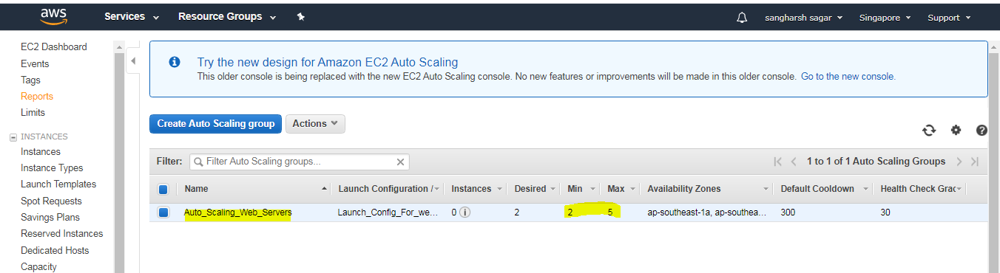 aws Services Resource Groups sangharsh sagar Singapore Support
EC2 Dashboard
Events
Tags
Reports
Limits
INSTANCES
Instances
Instance Types
Launch Templates
Spot Requests
Savings Plans
Reserved Instances
Dedicated Hosts
Capacity
Try the new design for Amazon EC2 Auto Scaling
This older console is being replaced with the new EC2 Auto Scaling console. No new features or improvements will be made in this older console. Go to the new console.
Create Auto Scaling group Actions
Filter: Filter Auto Scaling groups... 1 to 1 of 1 Auto Scaling Groups
Name Launch Configuration / Instances Desired Min Max Availability Zones Default Cooldown Health Check Grac
Auto_Scaling_Web_Servers Launch_Config_For_we... 0 2 2 5 ap-southeast-1a, ap-southea... 300 30